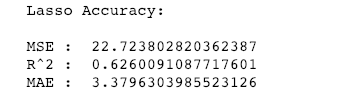 Lasso Accuracy:
MSE :  22.723802820362387
R^2 :  0.6260091087717601
MAE :  3.3796303985523126